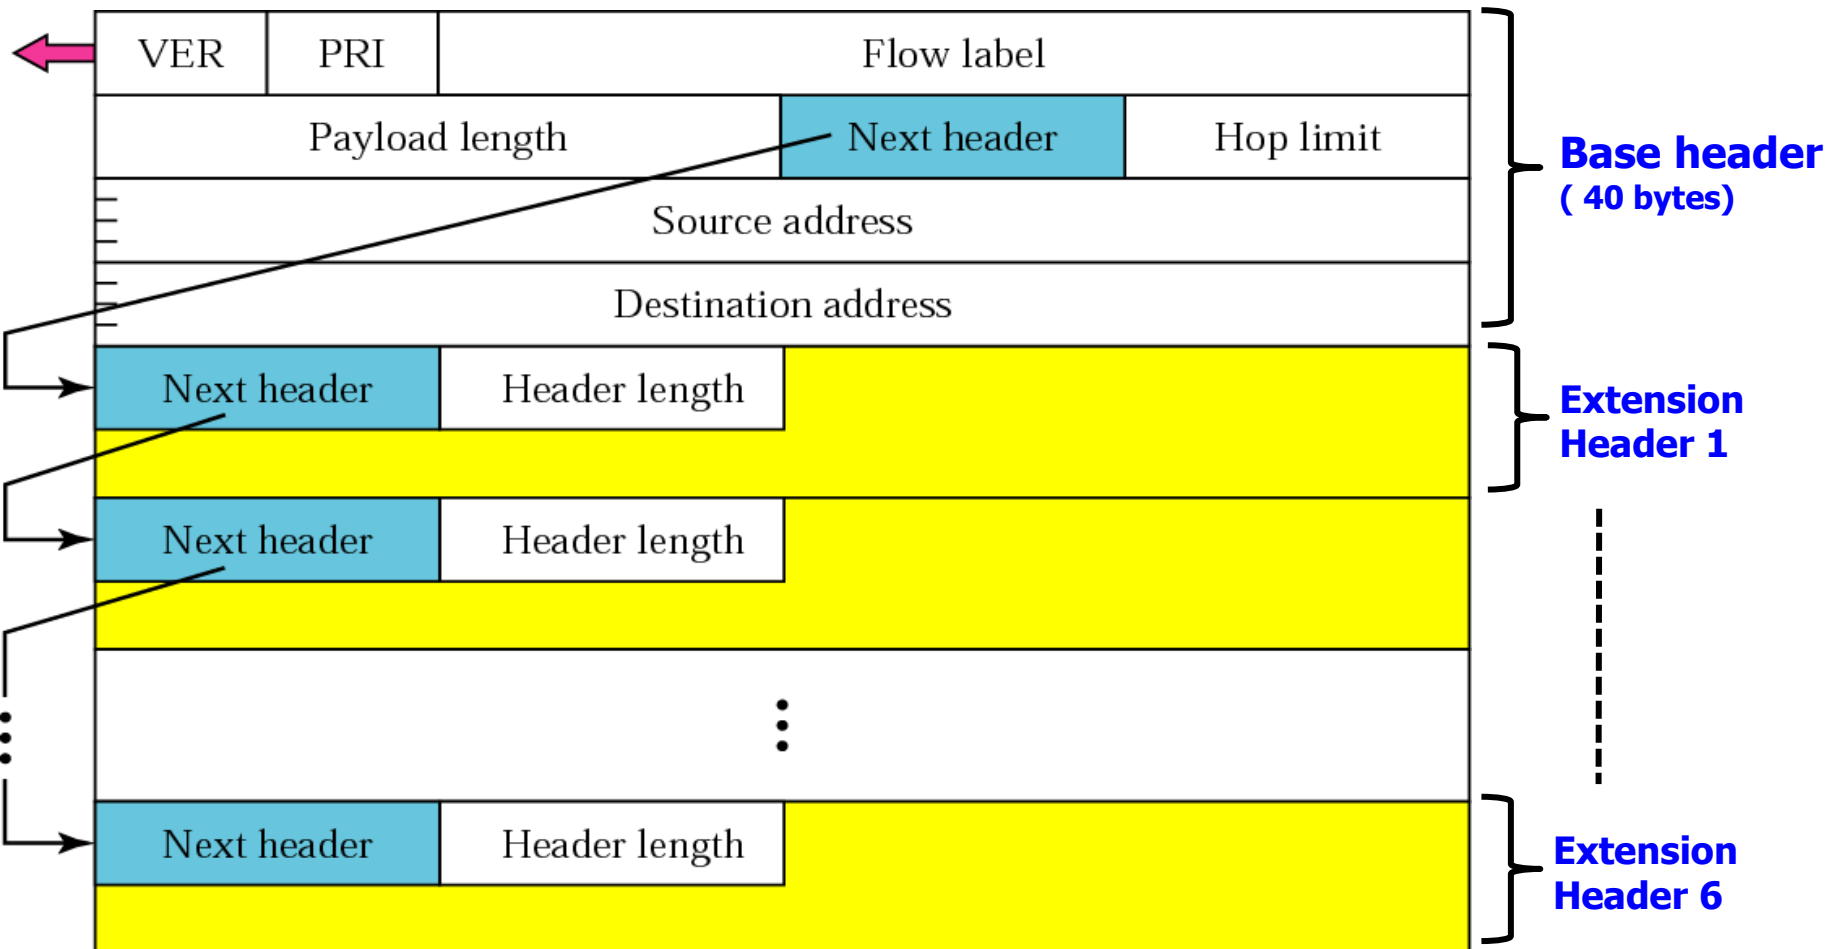 VER PRI Flow label
Payload length Next header Hop limit
Base header
( 40 bytes)
Source address
Destination address
Next header Header length
Extension
Header 1
Next header Header length
Next header Header length
Extension
Header 6